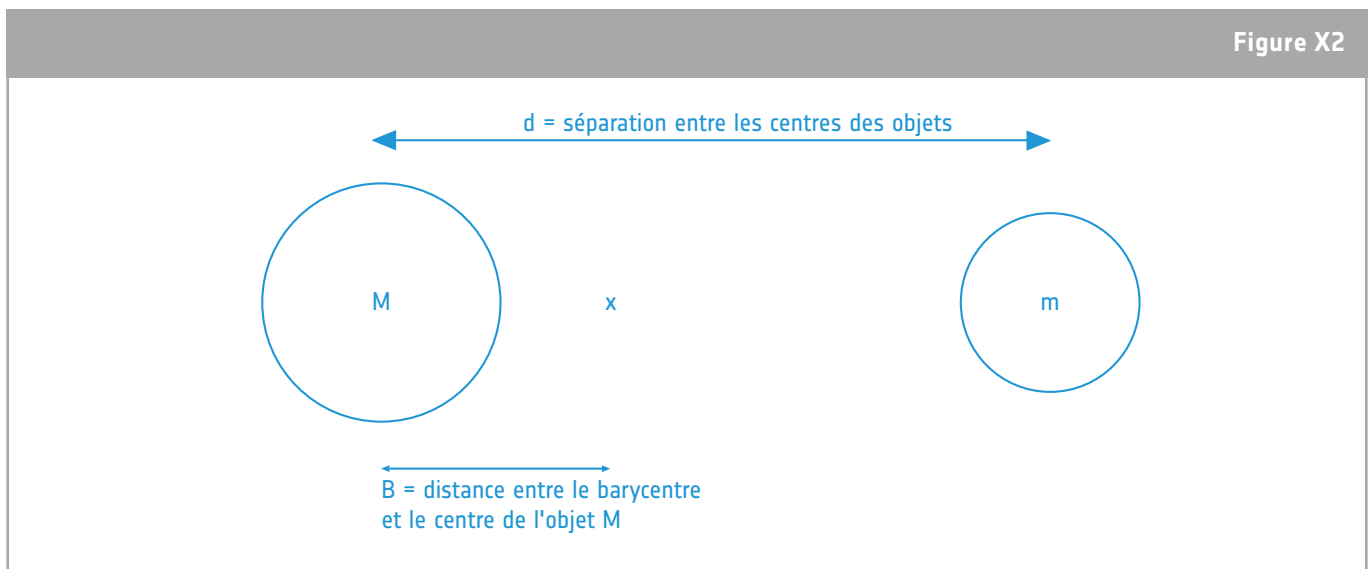 Figure X2
d = séparation entre les centres des objets
M
x
m
B = distance entre le barycentre
et le centre de l'objet M